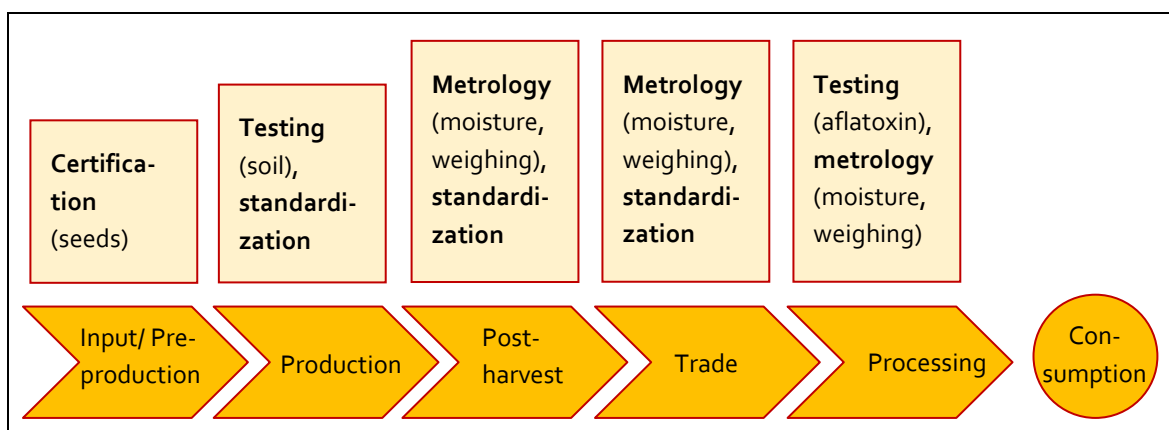 Certifica-
tion
(seeds)
Testing
(soil),
standardi-
zation
Metrology
(moisture,
weighing),
standardi-
zation
Metrology
(moisture,
weighing),
standardi-
zation
Testing
(aflatoxin),
metrology
(moisture,
weighing)
Input/ Pre-
production
Production
Post-
harvest
Trade
Processing
Con-
sumption